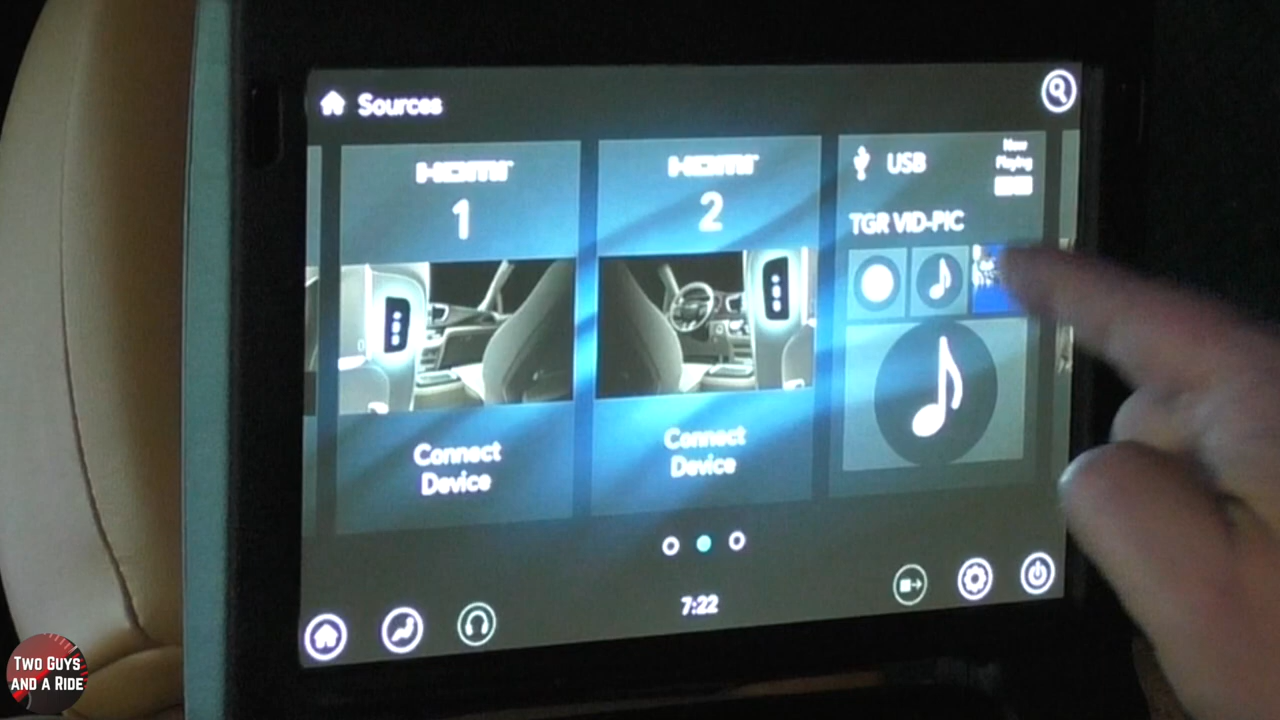 Sources
HDMI
1
Connect
Device
HDMI
2
Connect
Device
USB
Now
Playing
TGR VID-PIC
7:22
TWO GUYS
AND A RIDE